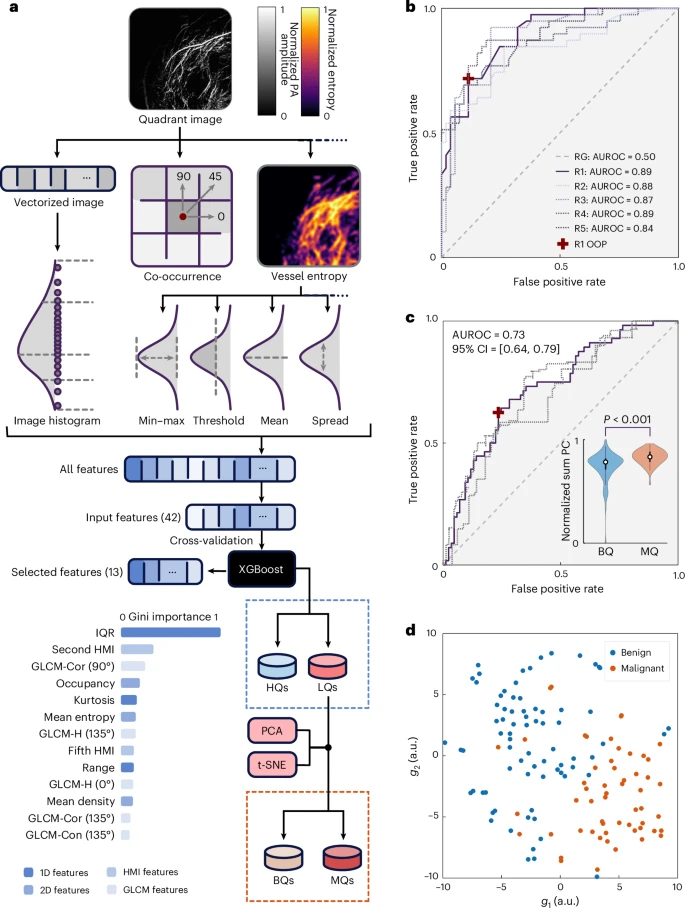 a
1
0
Normalized PA
amplitude
1
0
Normalized entropy
Quadrant image
...
Vectorized image
90
45
0
Co-occurrence
Vessel entropy
Image histogram
Min–max
Threshold
Mean
Spread
All features
...
Input features (42)
...
Cross-validation
Selected features (13)
...
XGBoost
0 Gini importance 1
IQR
Second HMI
GLCM-Cor (90°)
Occupancy
Kurtosis
Mean entropy
GLCM-H (135°)
Fifth HMI
Range
GLCM-H (0°)
Mean density
GLCM-Cor (135°)
GLCM-Con (135°)
1D features
HMI features
2D features
GLCM features
HQs
LQs
PCA
t-SNE
BQs
MQs
b
1.0
0.5
0
0
0.5
1.0
True positive rate
False positive rate
RG: AUROC = 0.50
R1: AUROC = 0.89
R2: AUROC = 0.88
R3: AUROC = 0.87
R4: AUROC = 0.89
R5: AUROC = 0.84
R1 OOP
c
1.0
0.5
0
0
0.5
1.0
True positive rate
False positive rate
AUROC = 0.73
95% CI = [0.64, 0.79]
P < 0.001
Normalized sum PC
1
0
BQ
MQ
d
10
5
0
−5
−10
−10
−5
0
5
10
g2 (a.u.)
g1 (a.u.)
Benign
Malignant